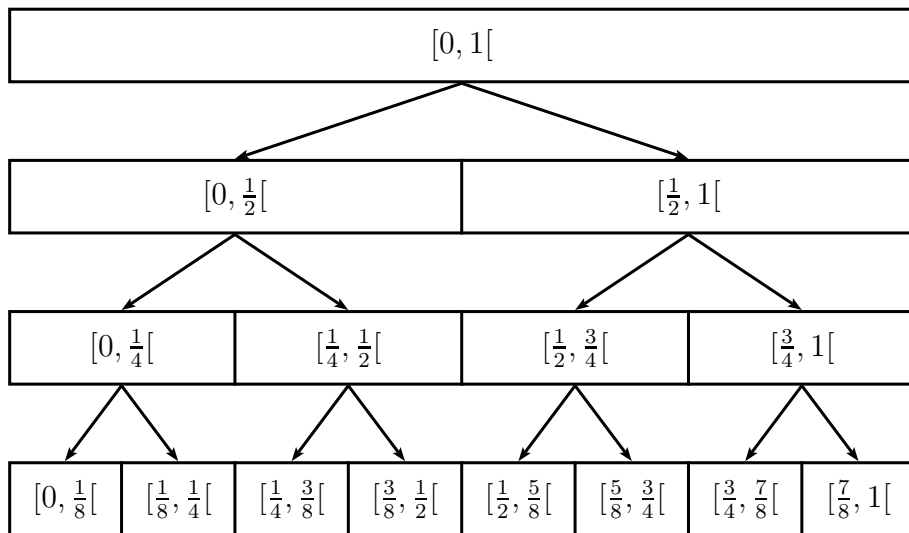 [0, 1[
[0, 1/2[ [1/2, 1[
[0, 1/4[ [1/4, 1/2[ [1/2, 3/4[ [3/4, 1[
[0, 1/8[ [1/8, 1/4[ [1/4, 3/8[ [3/8, 1/2[ [1/2, 5/8[ [5/8, 3/4[ [3/4, 7/8[ [7/8, 1[